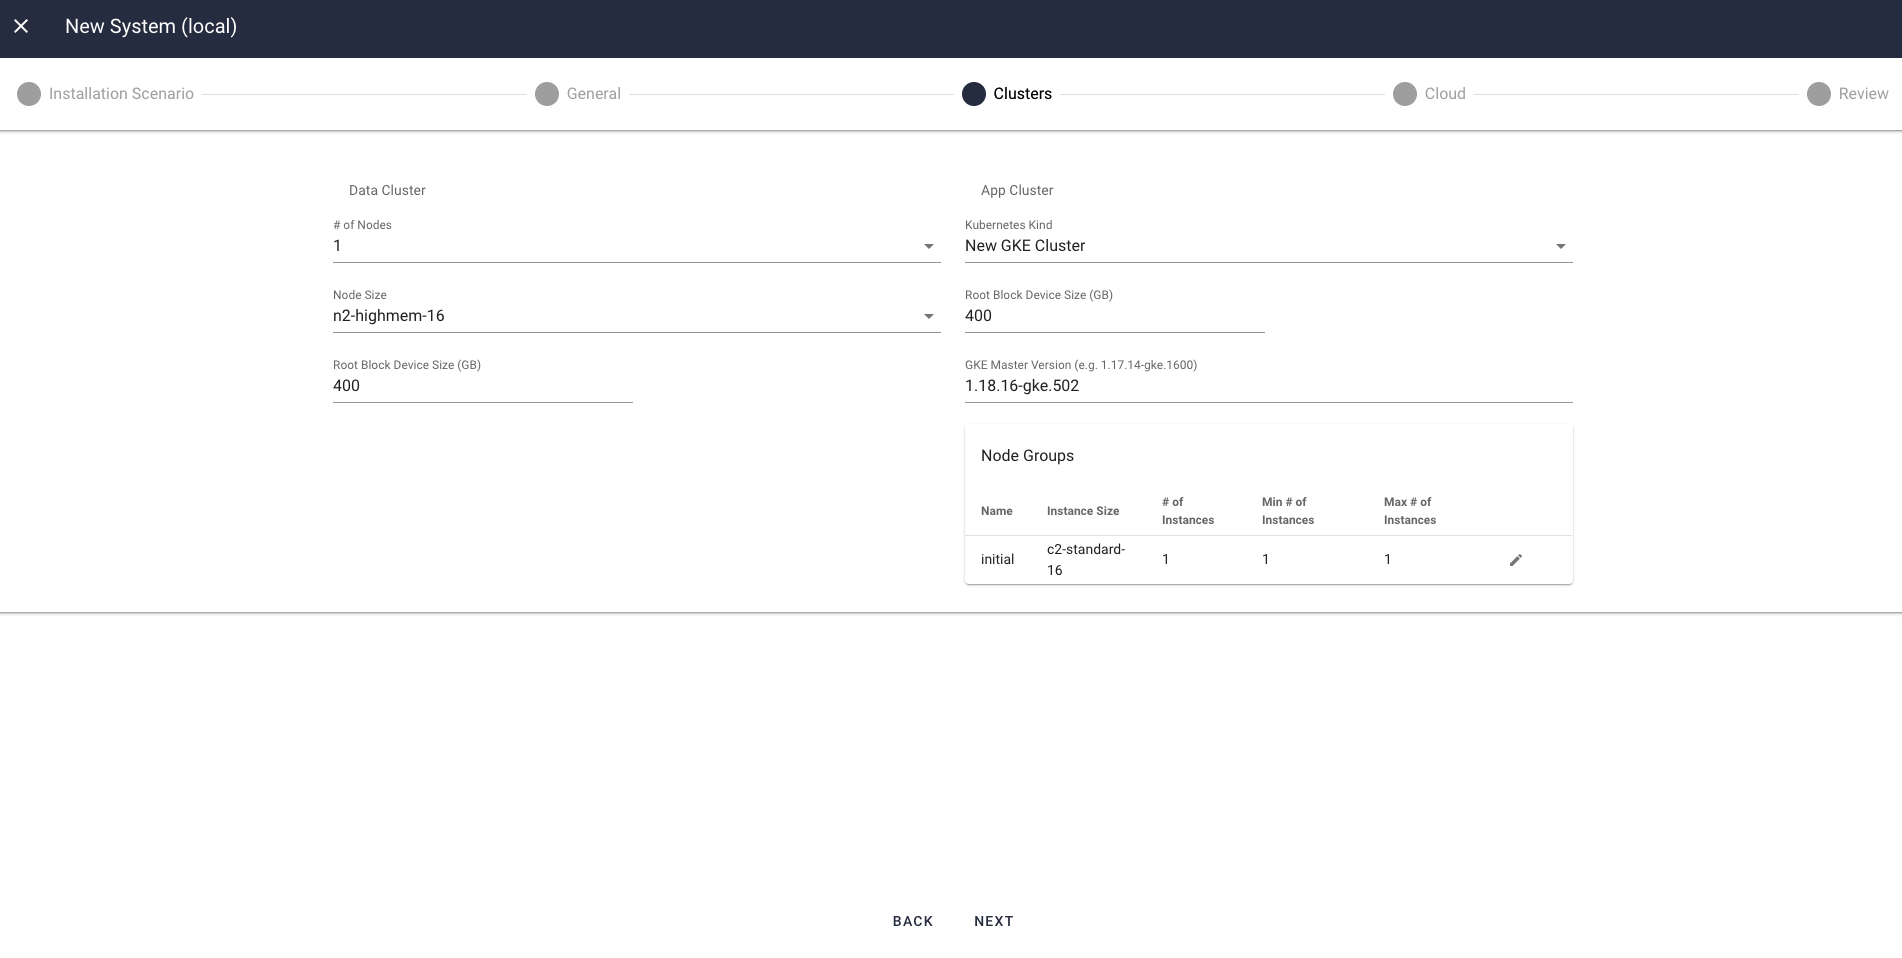 New System (local)
Installation Scenario
General
Clusters
Cloud
Review
Data Cluster
# of Nodes
1
Node Size
n2-highmem-16
Root Block Device Size (GB)
400
App Cluster
Kubernetes Kind
New GKE Cluster
Root Block Device Size (GB)
400
GKE Master Version (e.g. 1.17.14-gke.1600)
1.18.16-gke.502
Node Groups
Name
Instance Size
# of
Instances
Min # of
Instances
Max # of
Instances
initial
c2-standard-
16
1
1
1
BACK
NEXT